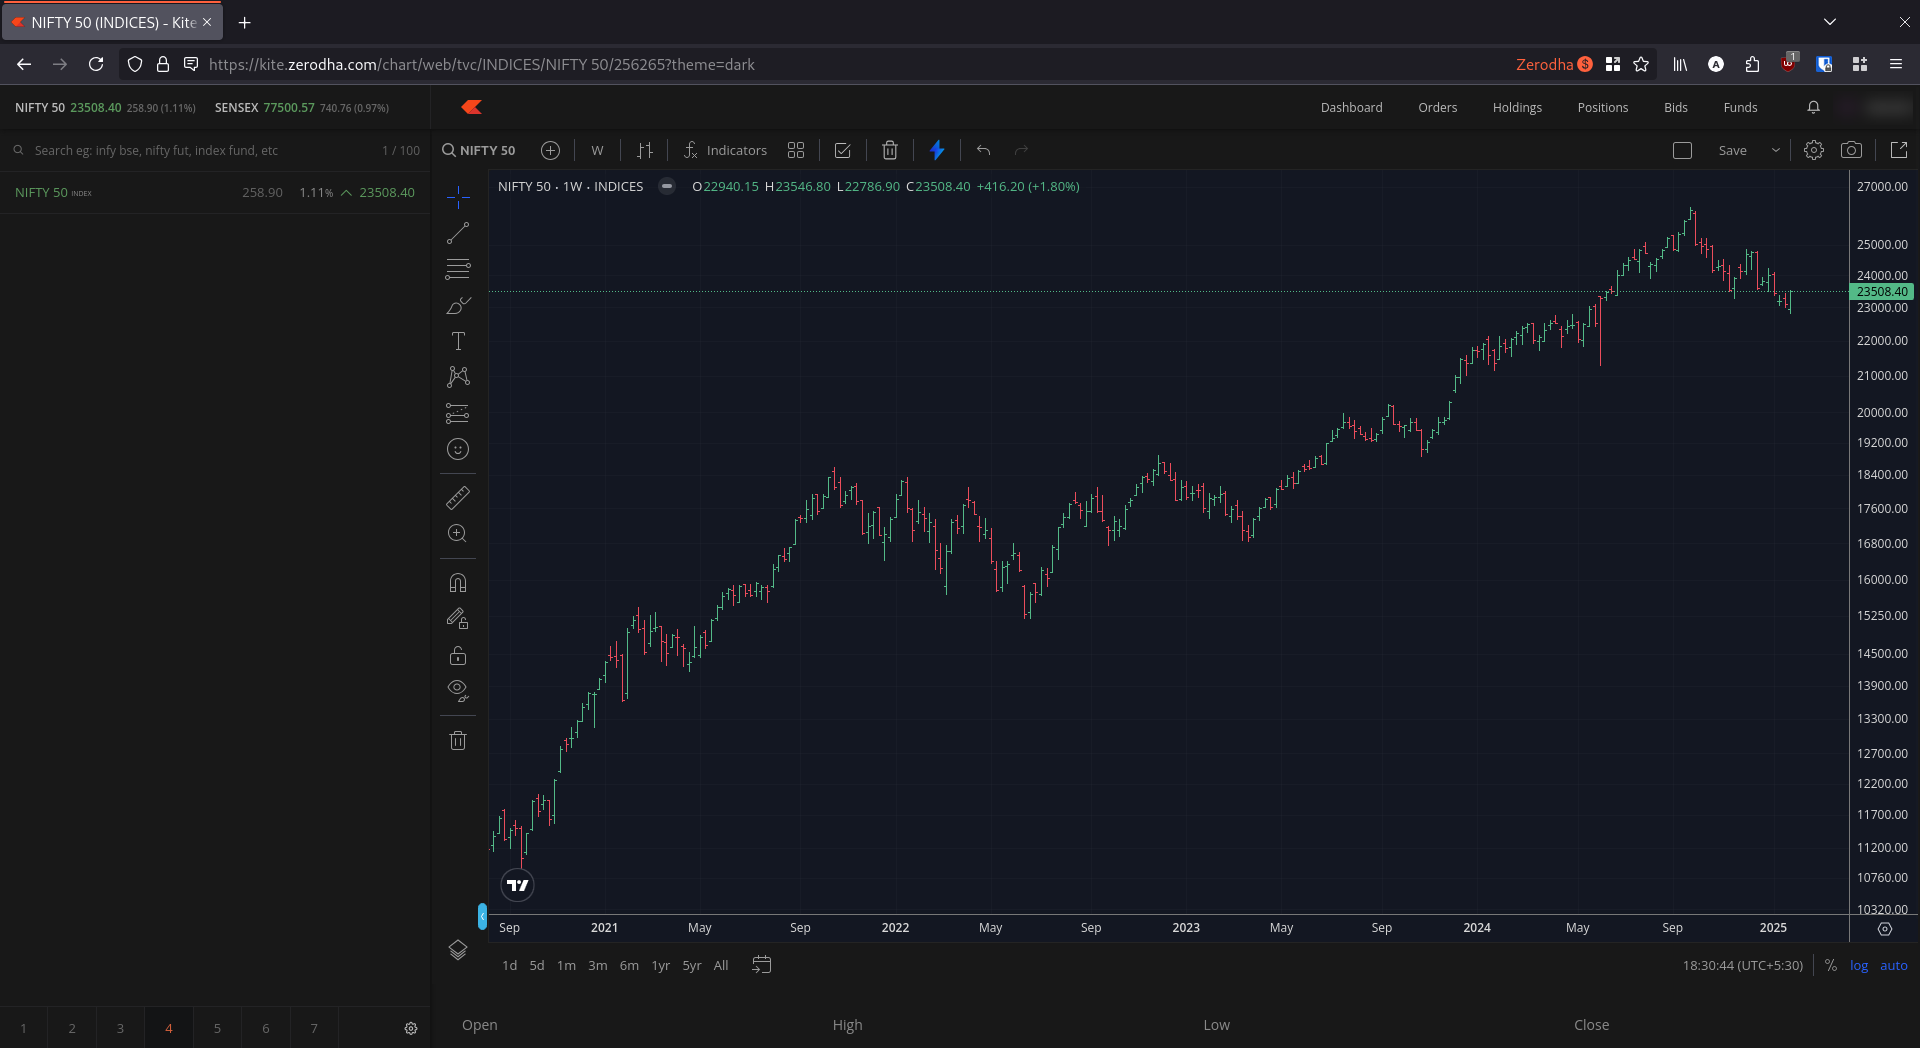 NIFTY 50 (INDICES) - Kite
https://kite.zerodha.com/chart/web/tvc/INDICES/NIFTY 50/256265?theme=dark
Zerodha
A
1
NIFTY 50 23508.40 258.90 (1.11%) SENSEX 77500.57 740.76 (0.97%)
Dashboard Orders Holdings Positions Bids Funds
Search eg: infy bse, nifty fut, index fund, etc 1 / 100
NIFTY 50 W Indicators Save
NIFTY 50 INDEX 258.90 1.11% 23508.40
NIFTY 50 · 1W · INDICES O22940.15 H23546.80 L22786.90 C23508.40 +416.20 (+1.80%)
27000.00
25000.00
24000.00
23508.40
23000.00
22000.00
21000.00
20000.00
19200.00
18400.00
17600.00
16800.00
16000.00
15250.00
14500.00
13900.00
13300.00
12700.00
12200.00
11700.00
11200.00
10760.00
10320.00
Sep 2021 May Sep 2022 May Sep 2023 May Sep 2024 May Sep 2025
1d 5d 1m 3m 6m 1yr 5yr All 18:30:44 (UTC+5:30) % log auto
1 2 3 4 5 6 7
Open High Low Close